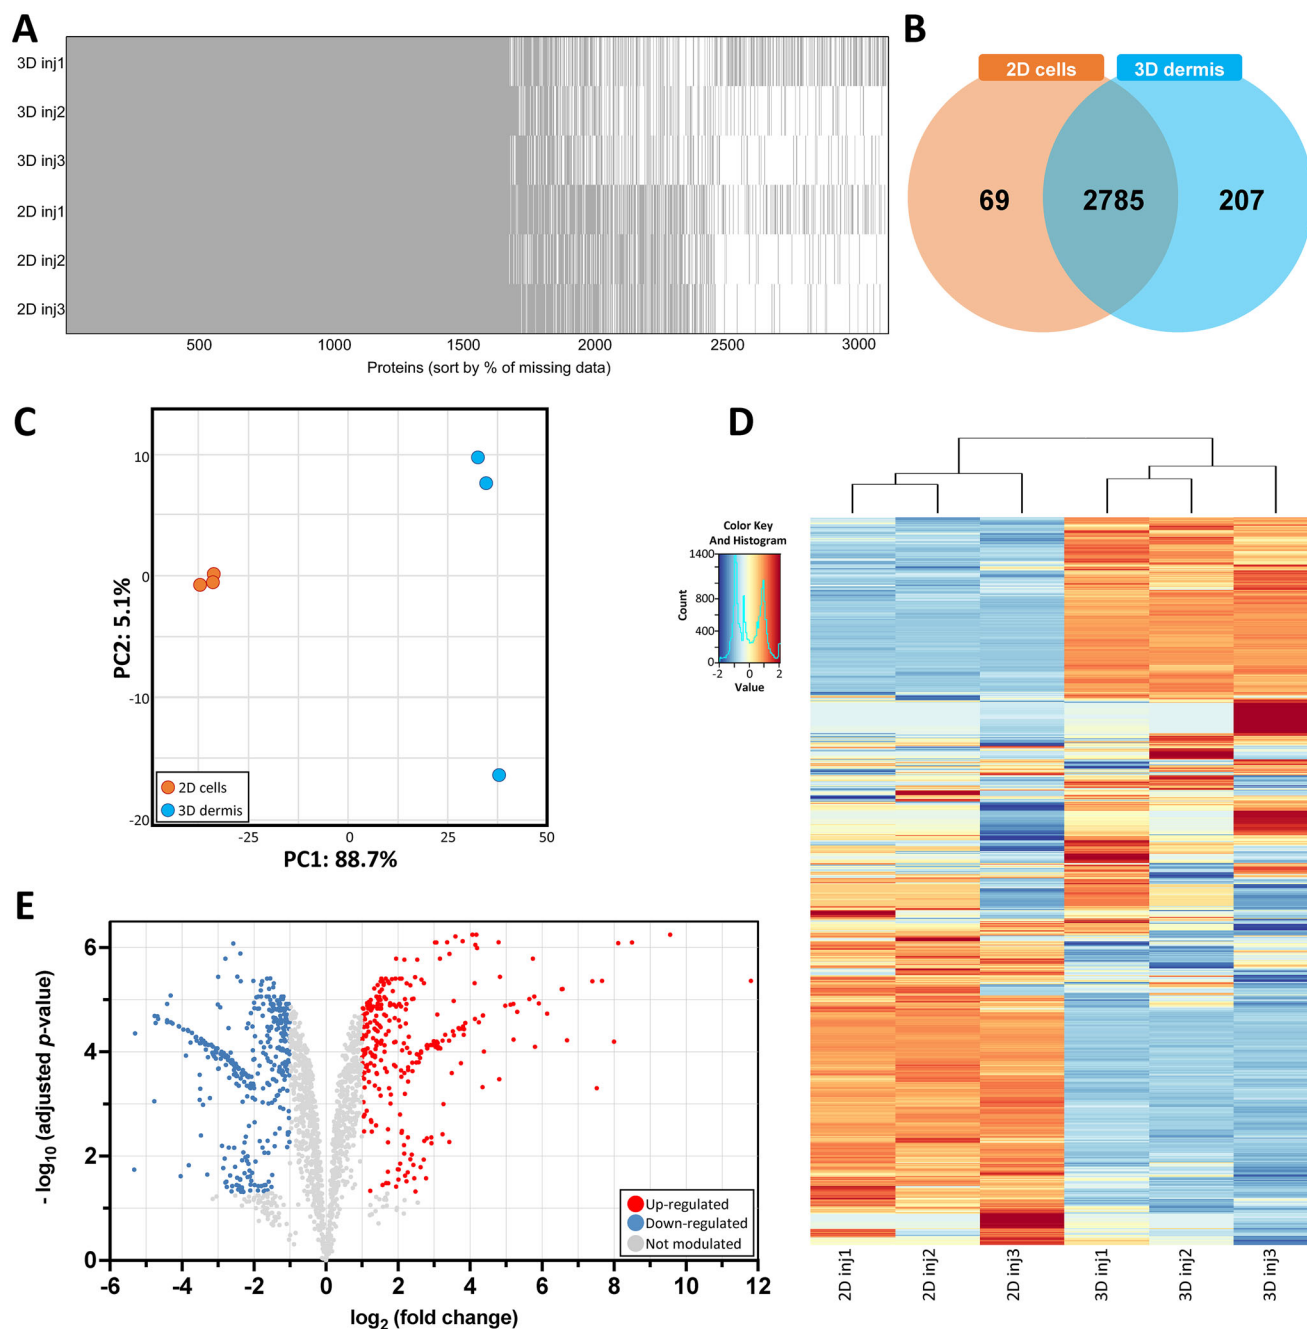 A
3D inj1
3D inj2
3D inj3
2D inj1
2D inj2
2D inj3
500
1000
1500
2000
2500
3000
Proteins (sort by % of missing data)
B
2D cells
3D dermis
69
2785
207
C
10
0
-10
-20
-25
0
25
50
PC2: 5.1%
PC1: 88.7%
2D cells
3D dermis
D
Color Key
And Histogram
1400
800
400
0
Count
-2
0
2
Value
2D inj1
2D inj2
2D inj3
3D inj1
3D inj2
3D inj3
E
6
4
2
0
- log10 (adjusted p-value)
-6
-4
-2
0
2
4
6
8
10
12
log2 (fold change)
Up-regulated
Down-regulated
Not modulated